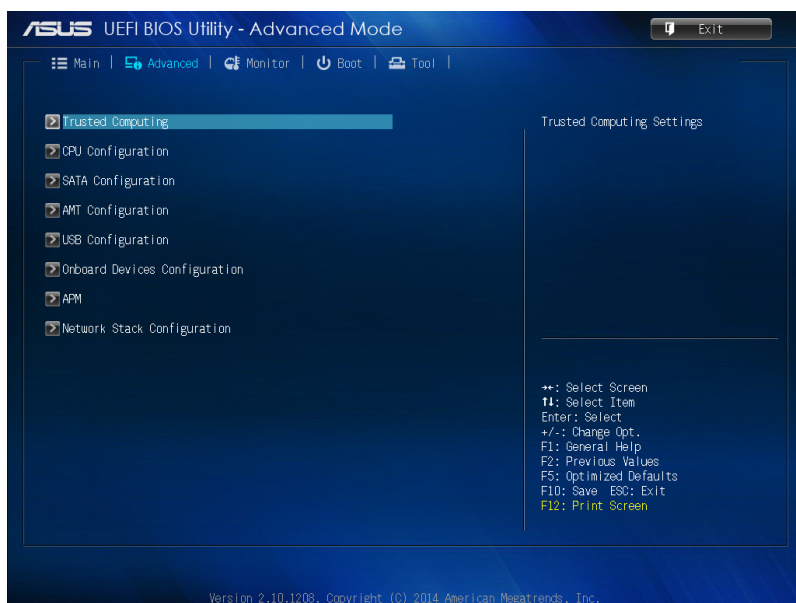 ASUS UEFI BIOS Utility - Advanced Mode
Exit
Main | Advanced | Monitor | Boot | Tool |
Trusted Computing
CPU Configuration
SATA Configuration
AMT Configuration
USB Configuration
Onboard Devices Configuration
APM
Network Stack Configuration
Trusted Computing Settings
→←: Select Screen
↑↓: Select Item
Enter: Select
+/-: Change Opt.
F1: General Help
F2: Previous Values
F5: Optimized Defaults
F10: Save ESC: Exit
F12: Print Screen
Version 2.10.1208. Copyright (C) 2014 American Megatrends, Inc.